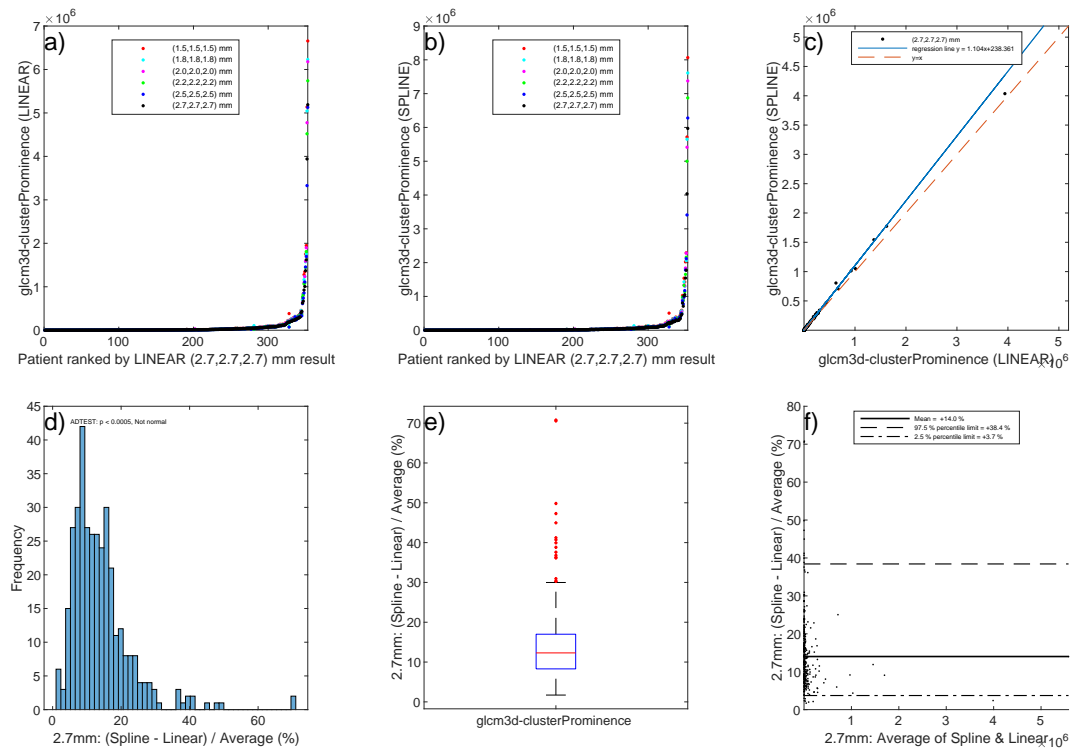 a)
×10^6
7
6
5
4
3
2
1
0
glcm3d-clusterProminence (LINEAR)
(1.5,1.5,1.5) mm
(1.8,1.8,1.8) mm
(2.0,2.0,2.0) mm
(2.2,2.2,2.2) mm
(2.5,2.5,2.5) mm
(2.7,2.7,2.7) mm
0 100 200 300
Patient ranked by LINEAR (2.7,2.7,2.7) mm result
b)
×10^6
9
8
7
6
5
4
3
2
1
0
glcm3d-clusterProminence (SPLINE)
(1.5,1.5,1.5) mm
(1.8,1.8,1.8) mm
(2.0,2.0,2.0) mm
(2.2,2.2,2.2) mm
(2.5,2.5,2.5) mm
(2.7,2.7,2.7) mm
0 100 200 300
Patient ranked by LINEAR (2.7,2.7,2.7) mm result
c)
×10^6
5
4.5
4
3.5
3
2.5
2
1.5
1
0.5
glcm3d-clusterProminence (SPLINE)
(2.7,2.7,2.7) mm
regression line y = 1.104x+238.361
y=x
0 1 2 3 4 5
glcm3d-clusterProminence (LINEAR)
×10^6
d)
45
40
35
30
25
20
15
10
5
0
Frequency
ADTEST: p < 0.0005, Not normal
0 20 40 60
2.7mm: (Spline - Linear) / Average (%)
e)
70
60
50
40
30
20
10
0
2.7mm: (Spline - Linear) / Average (%)
glcm3d-clusterProminence
f)
80
70
60
50
40
30
20
10
0
2.7mm: (Spline - Linear) / Average (%)
Mean = +14.0 %
97.5 % percentile limit = +38.4 %
2.5 % percentile limit = +3.7 %
1 2 3 4 5
2.7mm: Average of Spline & Linear
×10^6